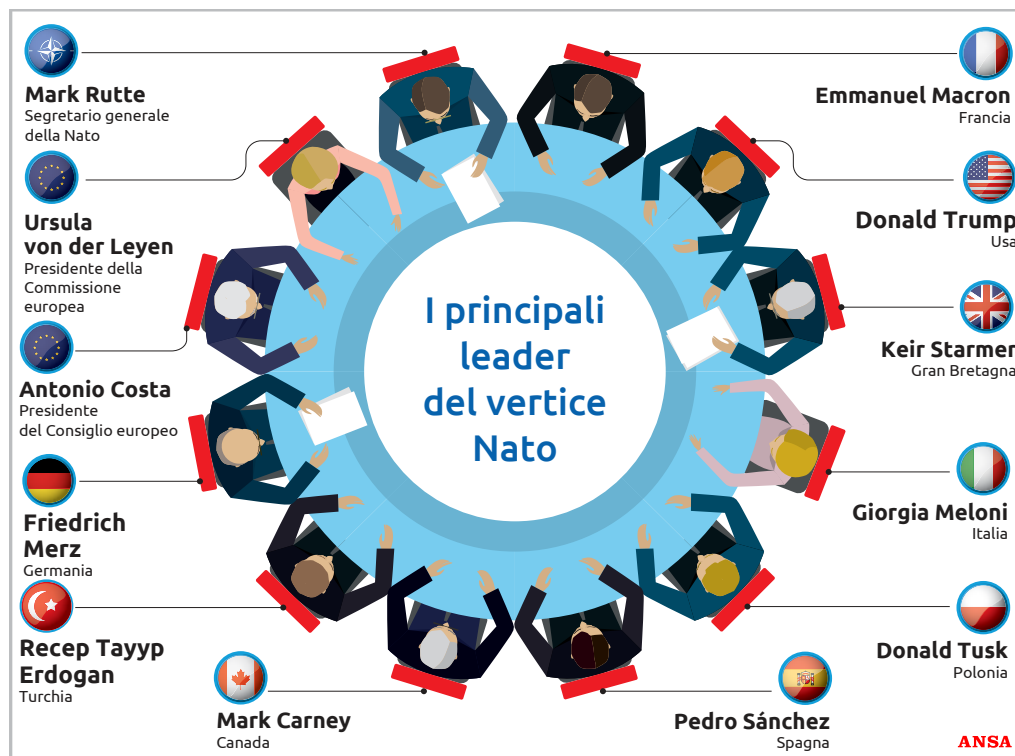 Mark Rutte
Segretario generale
della Nato
Ursula
von der Leyen
Presidente della
Commissione
europea
Antonio Costa
Presidente
del Consiglio europeo
Friedrich
Merz
Germania
Recep Tayyp
Erdogan
Turchia
Mark Carney
Canada
I principali
leader
del vertice
Nato
Emmanuel Macron
Francia
Donald Trump
Usa
Keir Starmer
Gran Bretagna
Giorgia Meloni
Italia
Donald Tusk
Polonia
Pedro Sánchez
Spagna
ANSA